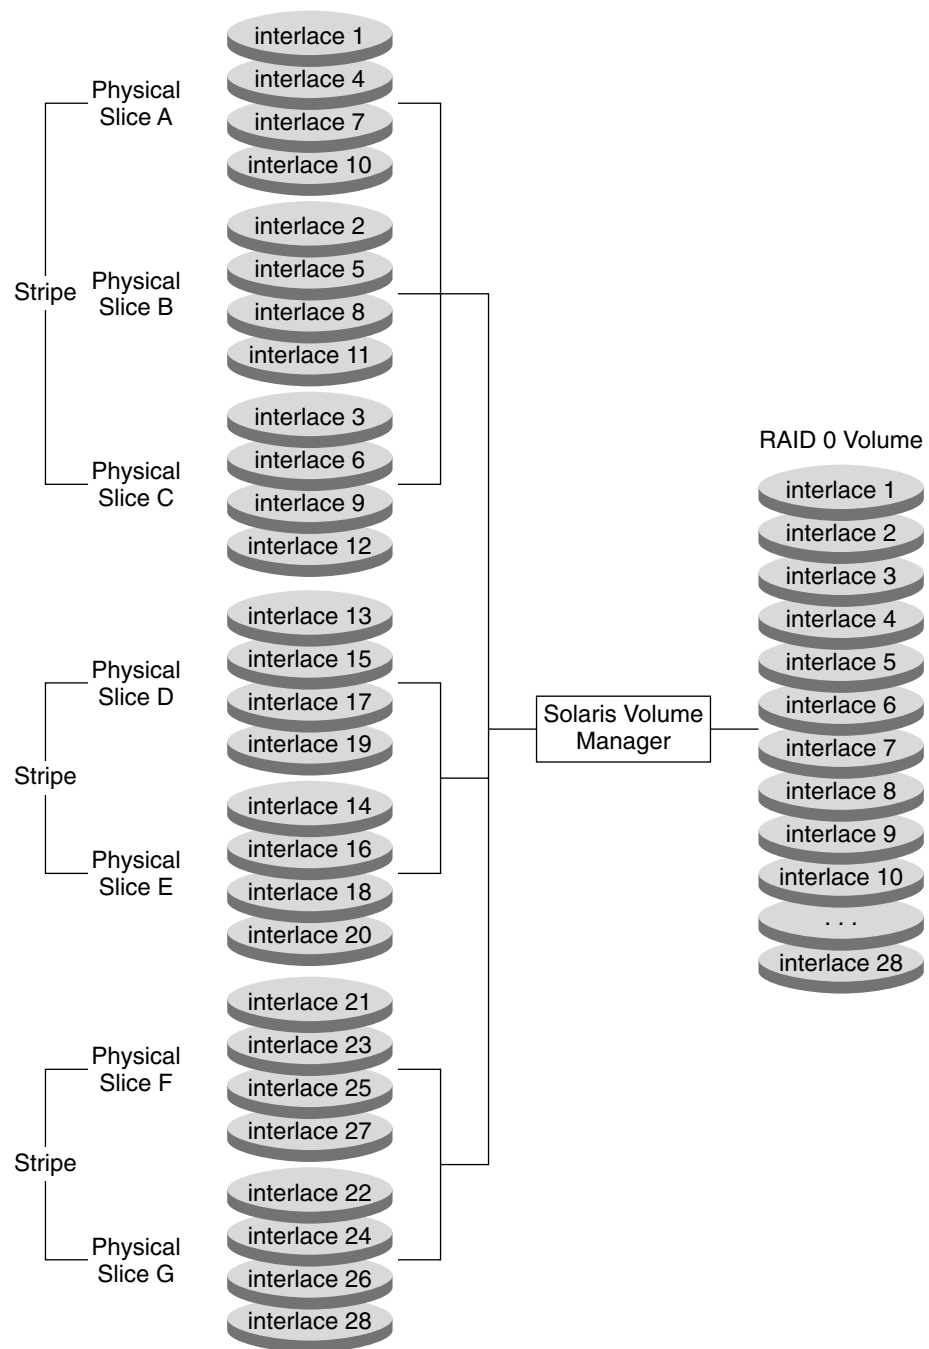 interlace 1
interlace 4
interlace 7
interlace 10
Physical
Slice A
interlace 2
interlace 5
interlace 8
interlace 11
Physical
Slice B
Stripe
interlace 3
interlace 6
interlace 9
interlace 12
Physical
Slice C
interlace 13
interlace 15
interlace 17
interlace 19
Physical
Slice D
Stripe
interlace 14
interlace 16
interlace 18
interlace 20
Physical
Slice E
interlace 21
interlace 23
interlace 25
interlace 27
Physical
Slice F
Stripe
interlace 22
interlace 24
interlace 26
interlace 28
Physical
Slice G
Solaris Volume
Manager
RAID 0 Volume
interlace 1
interlace 2
interlace 3
interlace 4
interlace 5
interlace 6
interlace 7
interlace 8
interlace 9
interlace 10
. . .
interlace 28